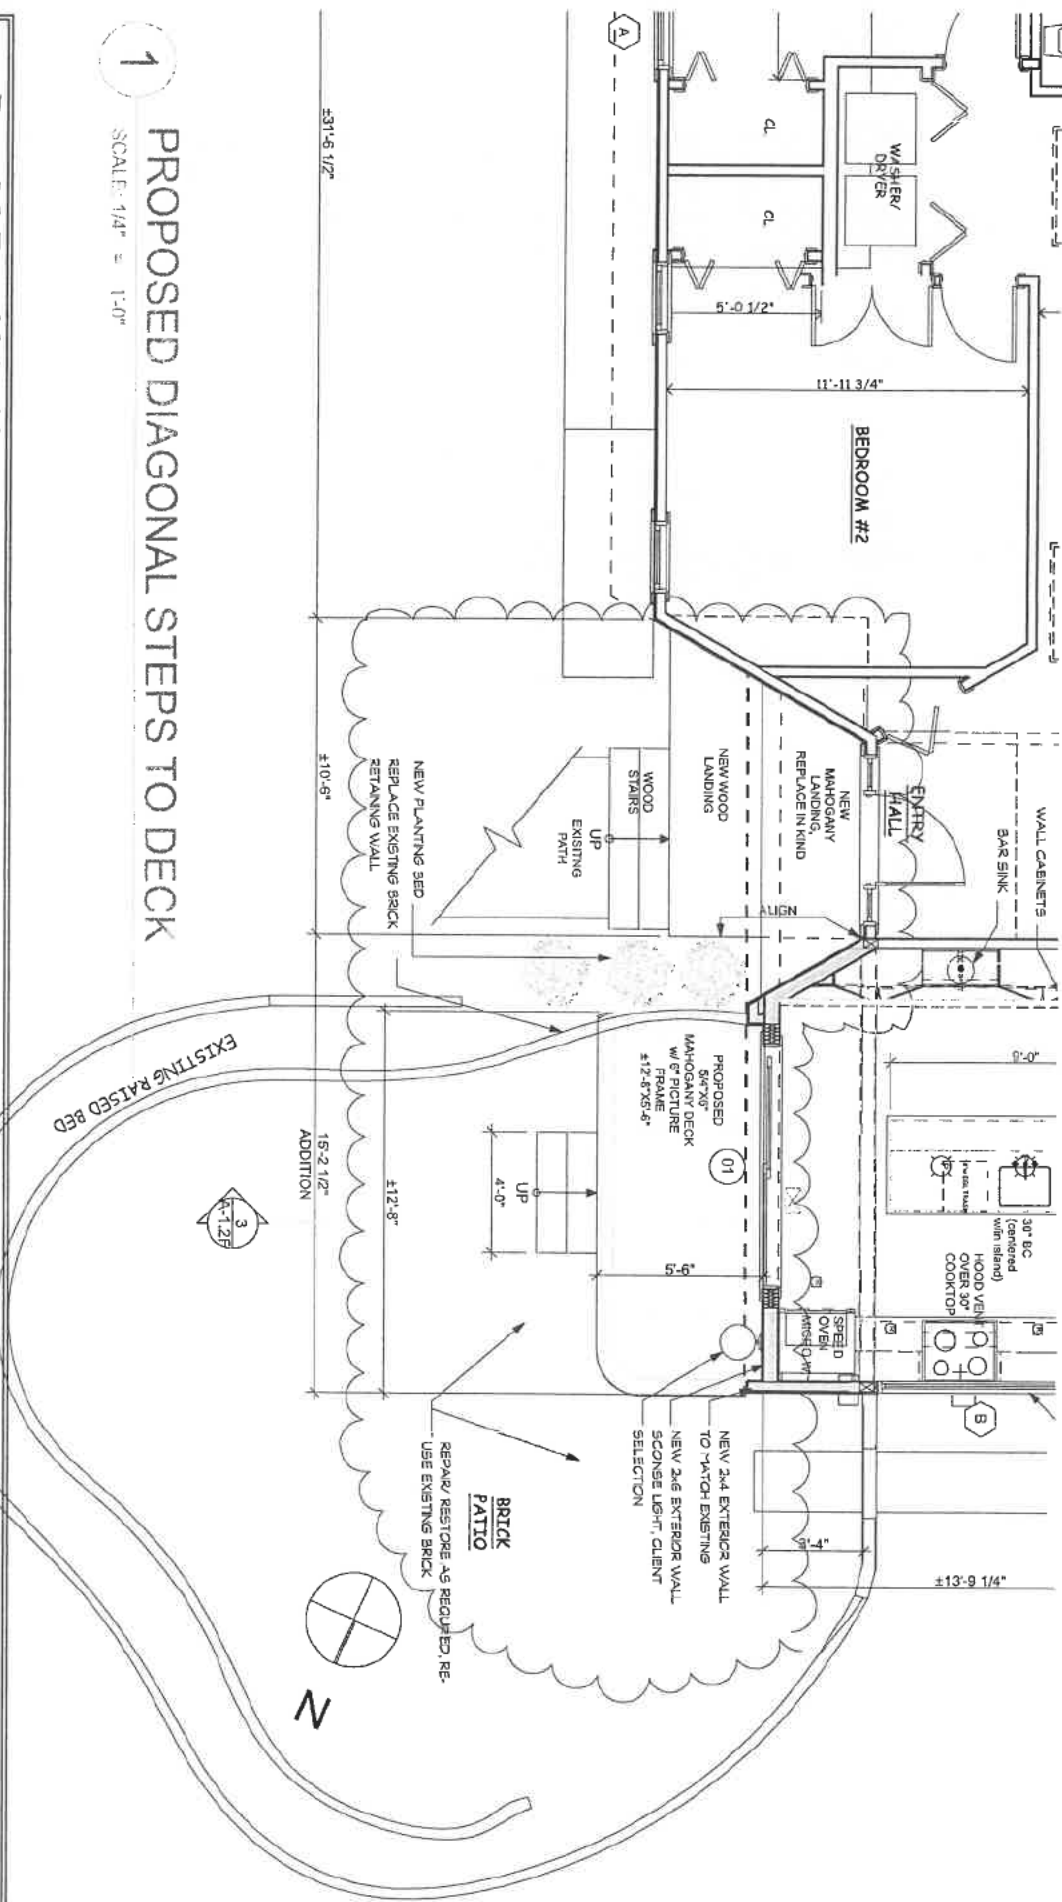 A
CL
CL
WASHER/
DRYER
5'-0 1/2"
11'-11 3/4"
BEDROOM #2
±31'-6 1/2"
1
PROPOSED DIAGONAL STEPS TO DECK
SCALE: 1/4" = 1'-0"
WALL CABINETS
BAR SINK
ENTRY
HALL
NEW
MAHOGANY
LANDING,
REPLACE IN KIND
NEW WOOD
LANDING
WOOD
STAIRS
UP
EXISITNG
PATH
ALIGN
NEW PLANTING BED
REPLACE EXISTING BRICK
RETAINING WALL
±10'-6"
9'-0"
30" BC
(centered
w/in island)
HOOD VENT
OVER 30"
COOKTOP
SPEED
OVEN
MICRO W
PROPOSED
5/4"X6"
MAHOGANY DECK
w/ 6" PICTURE
FRAME
±12'-8"X5'-6"
01
UP
4'-0"
5'-6"
±12'-8"
15'-2 1/2"
ADDITION
EXISTING RAISED BED
3
A-1.2F
B
NEW 2x4 EXTERIOR WALL
TO MATCH EXISTING
NEW 2x6 EXTERIOR WALL
SCONSE LIGHT, CLIENT
SELECTION
±13'-9 1/4"
BRICK
PATIO
REPAIR/ RESTORE AS REQUIRED, RE-
USE EXISTING BRICK
N